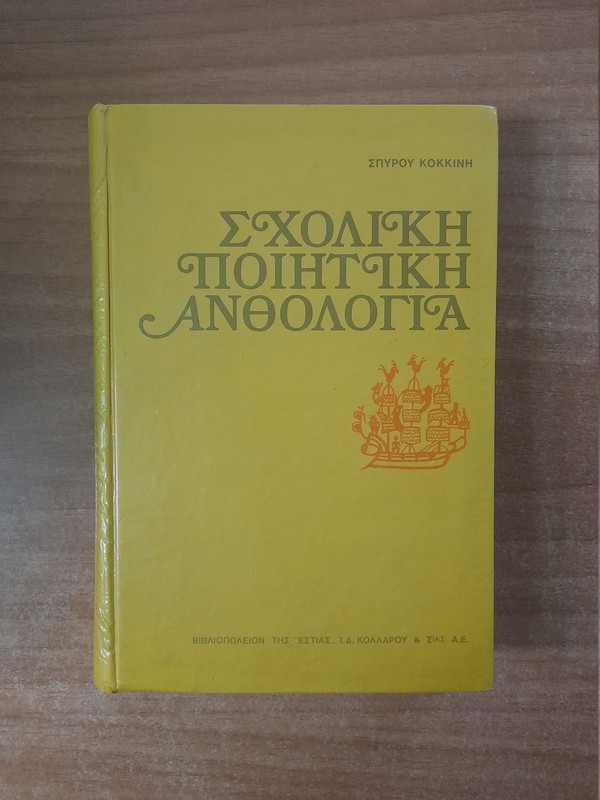 ΣΠΥΡΟΥ ΚΟΚΚΙΝΗ
ΣΧΟΛΙΚΗ
ΠΟΙΗΤΙΚΗ
ΑΝΘΟΛΟΓΙΑ
ΒΙΒΛΙΟΠΩΛΕΙΟΝ ΤΗΣ "ΕΣΤΙΑΣ,, Ι.Δ. ΚΟΛΛΑΡΟΥ & ΣΙΑΣ Α.Ε.